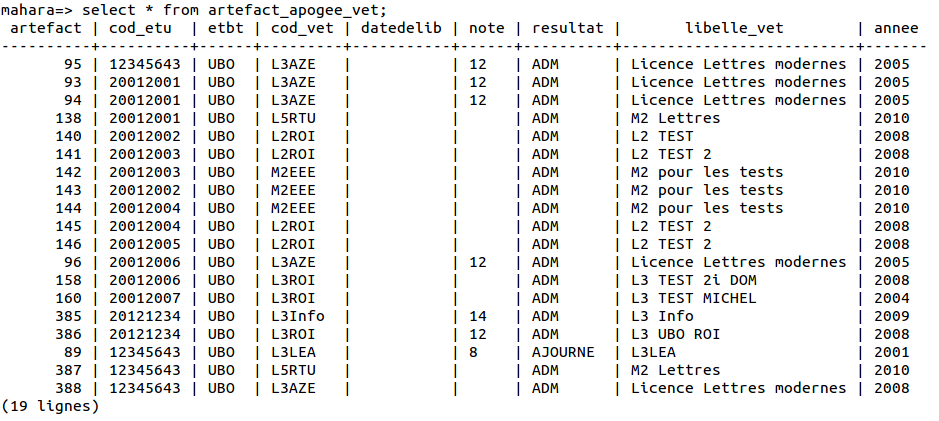 mahara=> select * from artefact_apogee_vet;
 artefact | cod_etu  | etbt | cod_vet | datedelib | note | resultat |       libelle_vet        | annee
----------+----------+------+---------+-----------+------+----------+--------------------------+-------
       95 | 12345643 | UBO  | L3AZE   |           | 12   | ADM      | Licence Lettres modernes | 2005
       93 | 20012001 | UBO  | L3AZE   |           | 12   | ADM      | Licence Lettres modernes | 2005
       94 | 20012001 | UBO  | L3AZE   |           | 12   | ADM      | Licence Lettres modernes | 2005
      138 | 20012001 | UBO  | L5RTU   |           |      | ADM      | M2 Lettres               | 2010
      140 | 20012002 | UBO  | L2ROI   |           |      | ADM      | L2 TEST                  | 2008
      141 | 20012003 | UBO  | L2ROI   |           |      | ADM      | L2 TEST 2                | 2008
      142 | 20012003 | UBO  | M2EEE   |           |      | ADM      | M2 pour les tests        | 2010
      143 | 20012002 | UBO  | M2EEE   |           |      | ADM      | M2 pour les tests        | 2010
      144 | 20012004 | UBO  | M2EEE   |           |      | ADM      | M2 pour les tests        | 2010
      145 | 20012004 | UBO  | L2ROI   |           |      | ADM      | L2 TEST 2                | 2008
      146 | 20012005 | UBO  | L2ROI   |           |      | ADM      | L2 TEST 2                | 2008
       96 | 20012006 | UBO  | L3AZE   |           | 12   | ADM      | Licence Lettres modernes | 2005
      158 | 20012006 | UBO  | L3ROI   |           |      | ADM      | L3 TEST 2i DOM           | 2008
      160 | 20012007 | UBO  | L3ROI   |           |      | ADM      | L3 TEST MICHEL           | 2004
      385 | 20121234 | UBO  | L3Info  |           | 14   | ADM      | L3 Info                  | 2009
      386 | 20121234 | UBO  | L3ROI   |           | 12   | ADM      | L3 UBO ROI               | 2008
       89 | 12345643 | UBO  | L3LEA   |           | 8    | AJOURNE  | L3LEA                    | 2001
      387 | 12345643 | UBO  | L5RTU   |           |      | ADM      | M2 Lettres               | 2010
      388 | 12345643 | UBO  | L3AZE   |           |      | ADM      | Licence Lettres modernes | 2008
(19 lignes)